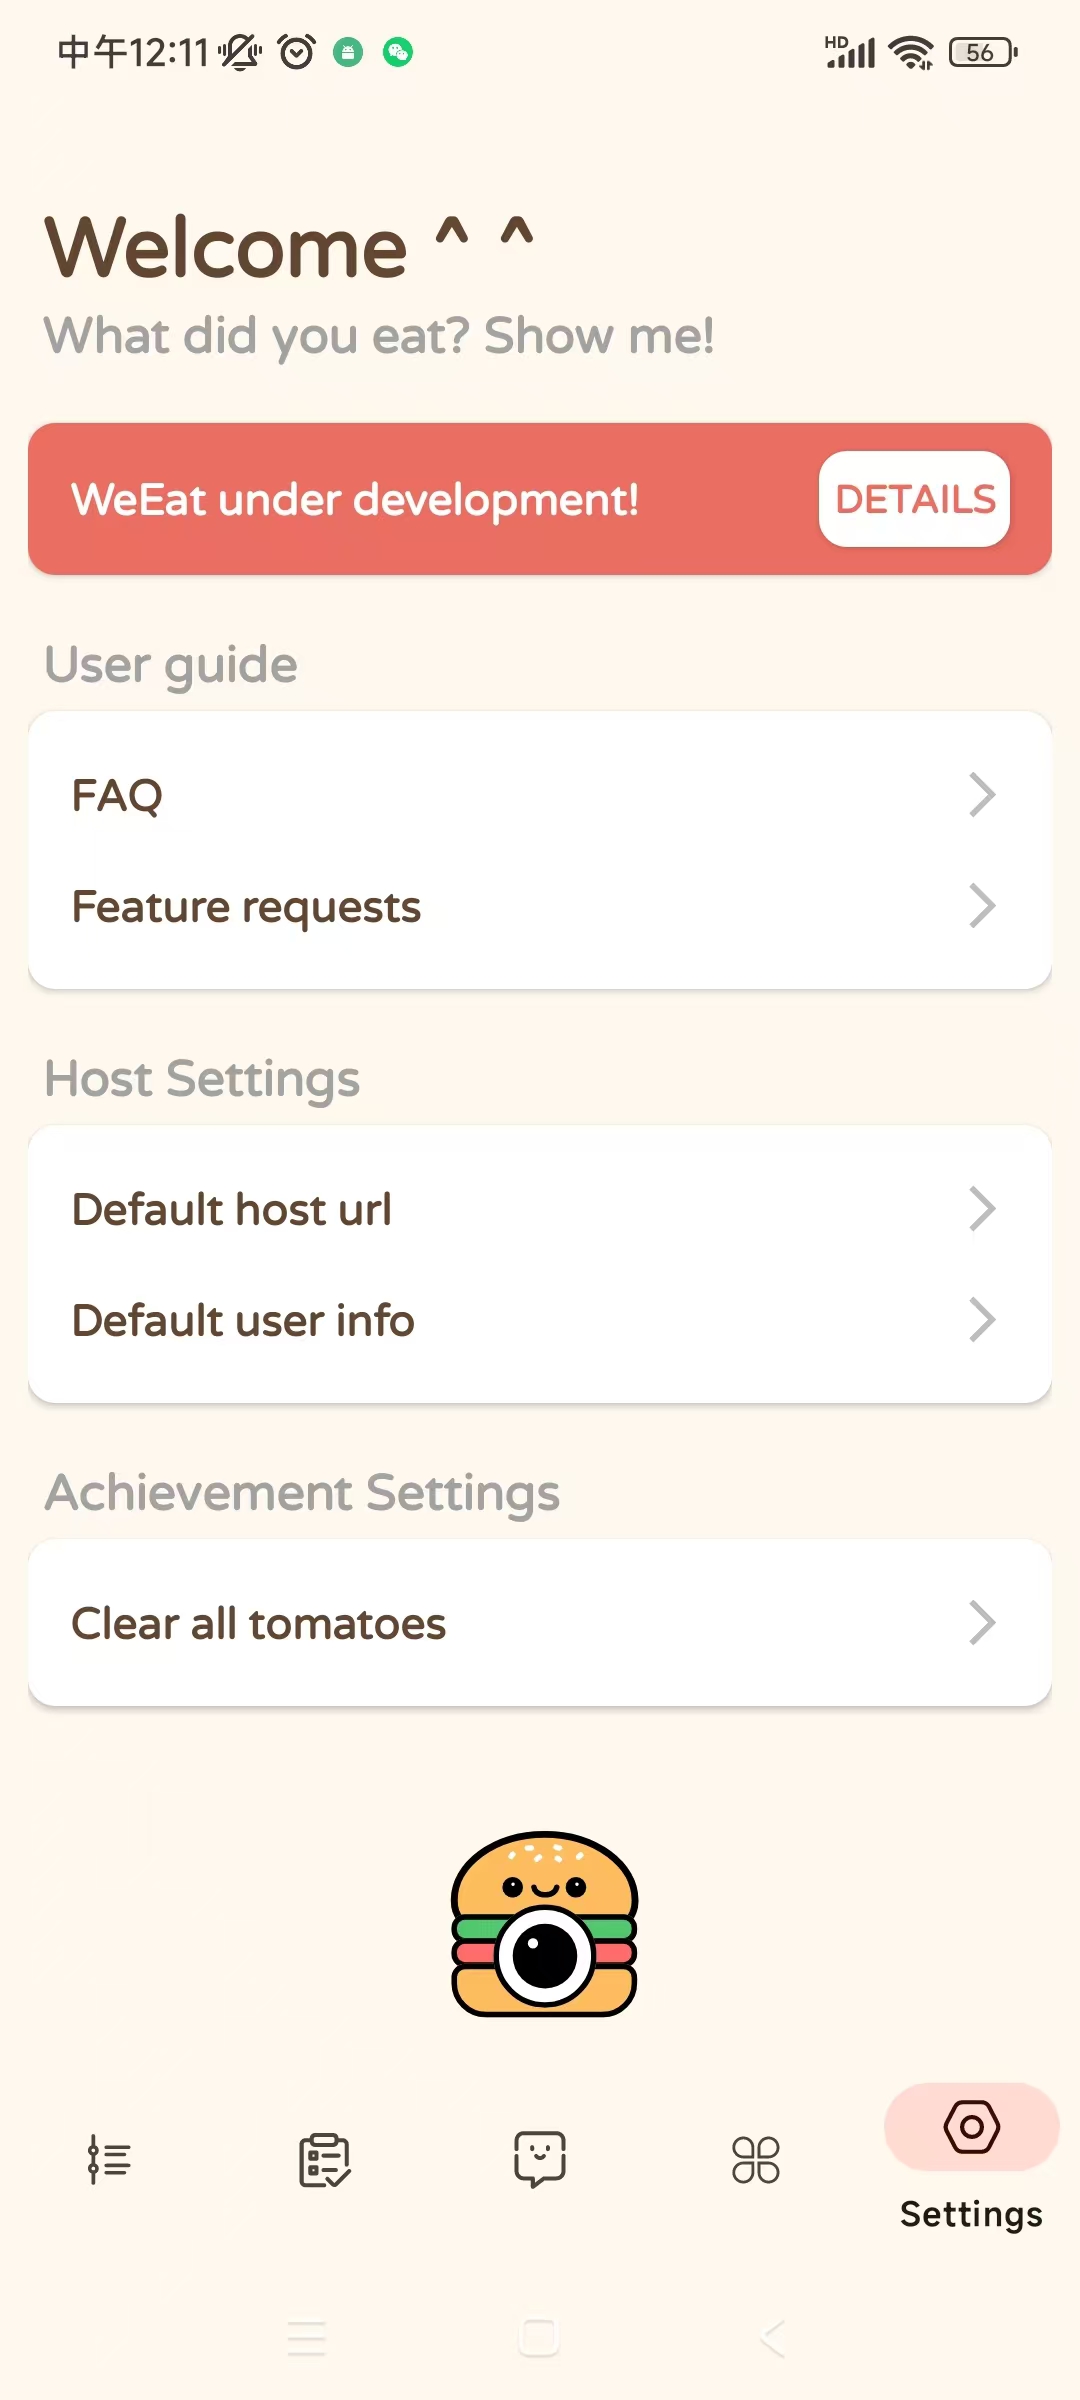 中午12:11 HD 56
Welcome ^ ^
What did you eat? Show me!
WeEat under development! DETAILS
User guide
FAQ
Feature requests
Host Settings
Default host url
Default user info
Achievement Settings
Clear all tomatoes
Settings